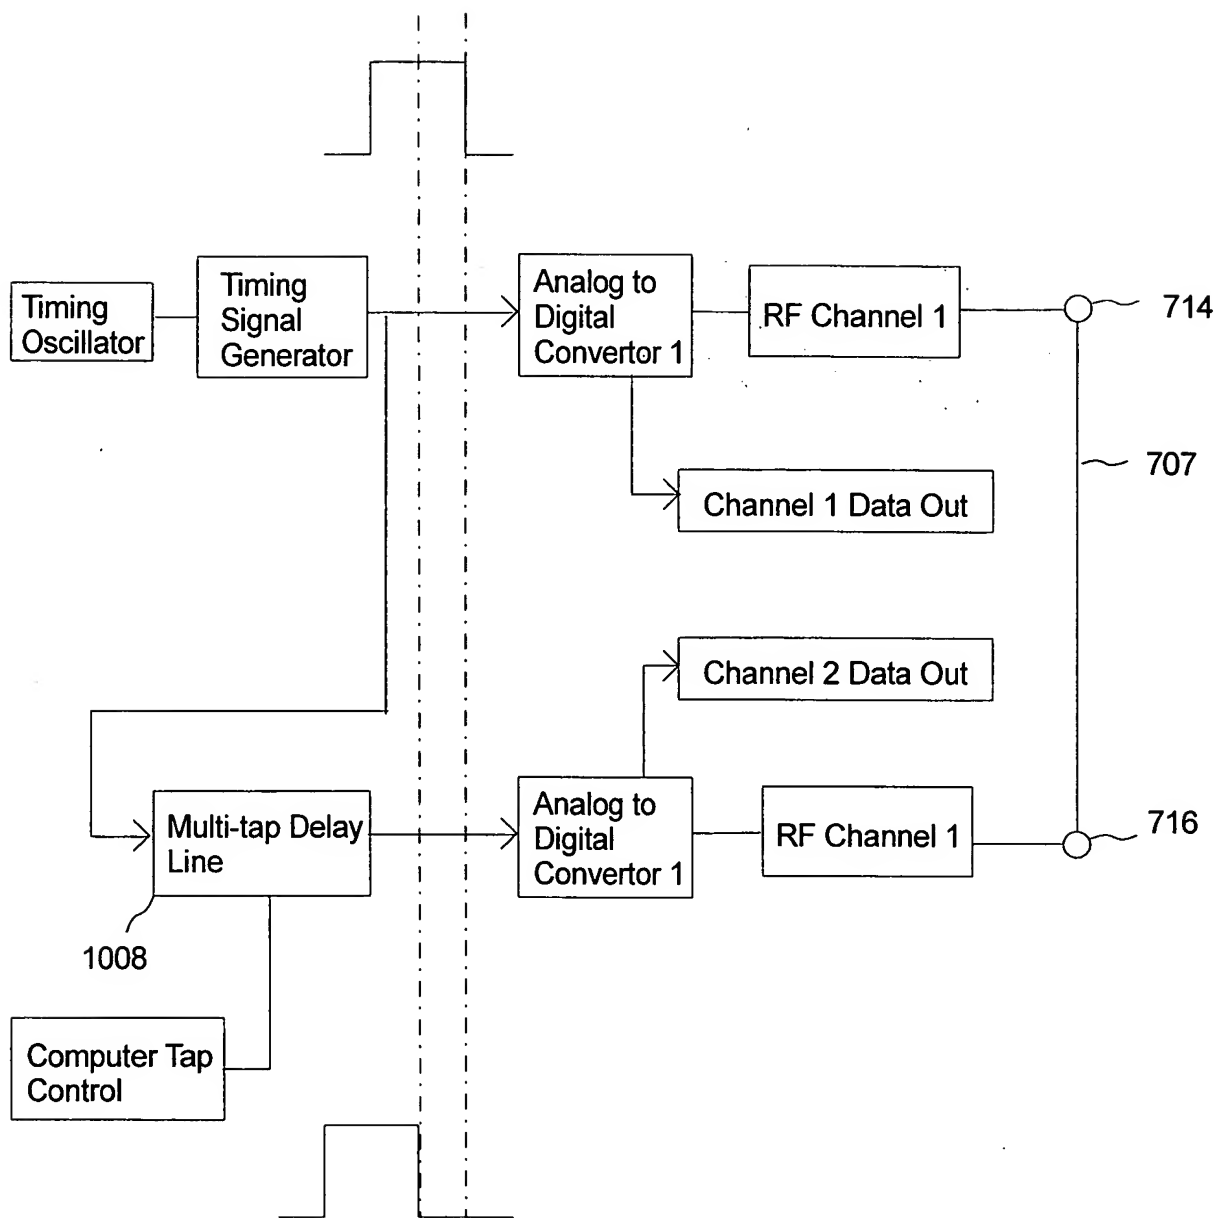 Timing
Oscillator
Timing
Signal
Generator
Analog to
Digital
Convertor 1
RF Channel 1
714
707
Channel 1 Data Out
Channel 2 Data Out
Multi-tap Delay
Line
1008
Analog to
Digital
Convertor 1
RF Channel 1
716
Computer Tap
Control